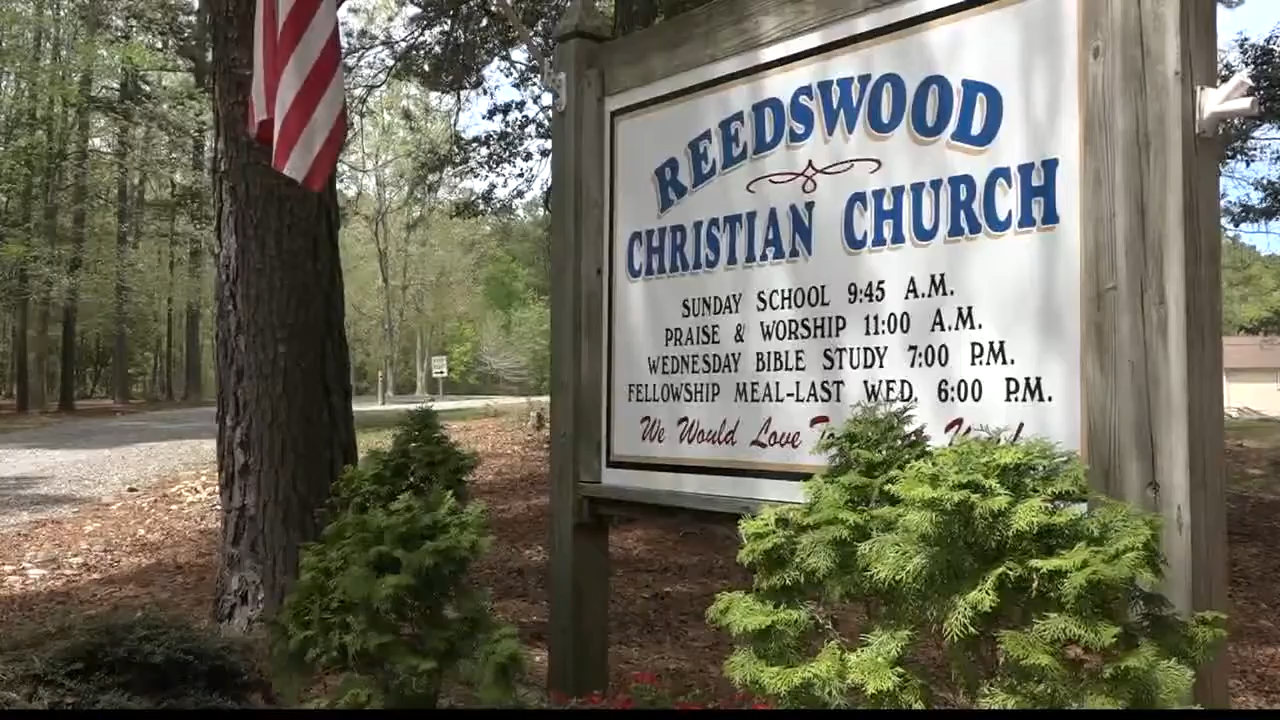 REEDSWOOD
CHRISTIAN CHURCH
SUNDAY SCHOOL 9:45 A.M.
PRAISE & WORSHIP 11:00 A.M.
WEDNESDAY BIBLE STUDY 7:00 P.M.
FELLOWSHIP MEAL-LAST WED. 6:00 P.M.
We Would Love